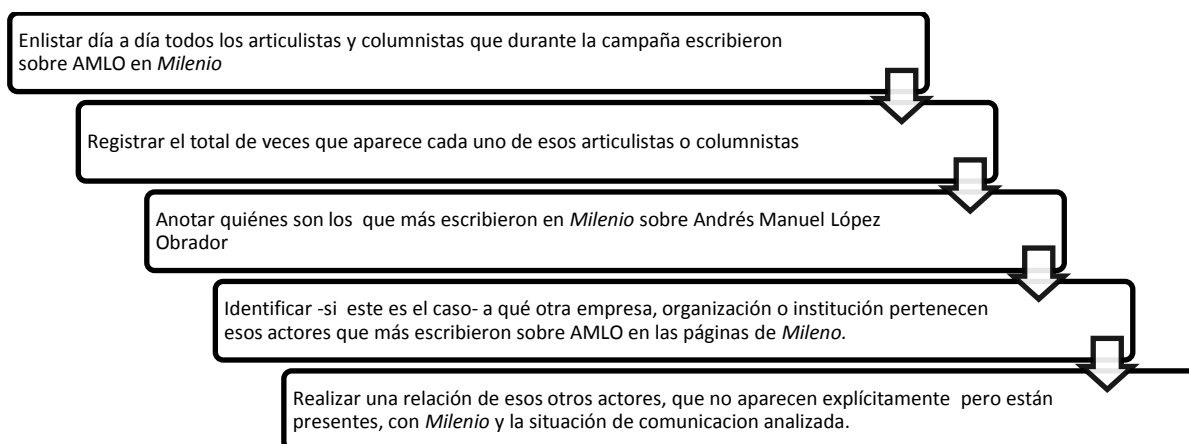 Enlistar día a día todos los articulistas y columnistas que durante la campaña escribieron
sobre AMLO en Milenio
Registrar el total de veces que aparece cada uno de esos articulistas o columnistas
Anotar quiénes son los que más escribieron en Milenio sobre Andrés Manuel López
Obrador
Identificar -si este es el caso- a qué otra empresa, organización o institución pertenecen
esos actores que más escribieron sobre AMLO en las páginas de Mileno.
Realizar una relación de esos otros actores, que no aparecen explícitamente pero están
presentes, con Milenio y la situación de comunicacion analizada.